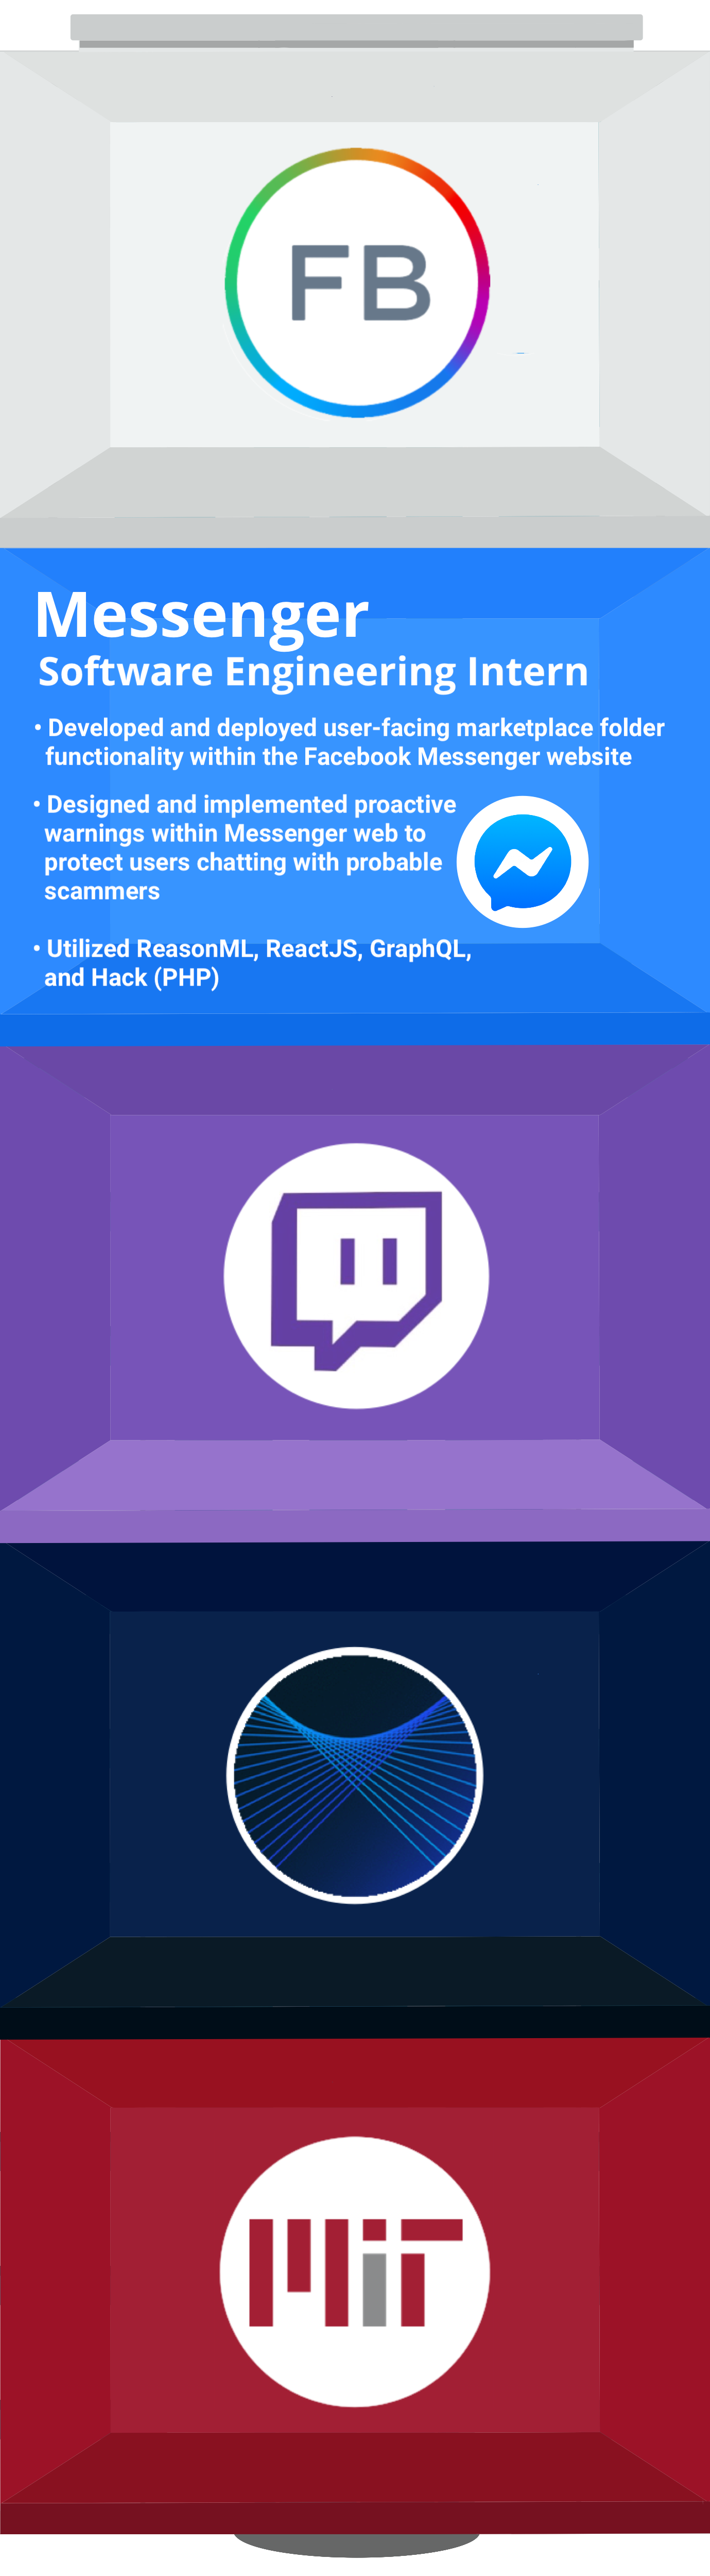 FB
Messenger
Software Engineering Intern
• Developed and deployed user-facing marketplace folder
functionality within the Facebook Messenger website
• Designed and implemented proactive
warnings within Messenger web to
protect users chatting with probable
scammers
• Utilized ReasonML, ReactJS, GraphQL,
and Hack (PHP)
MIT